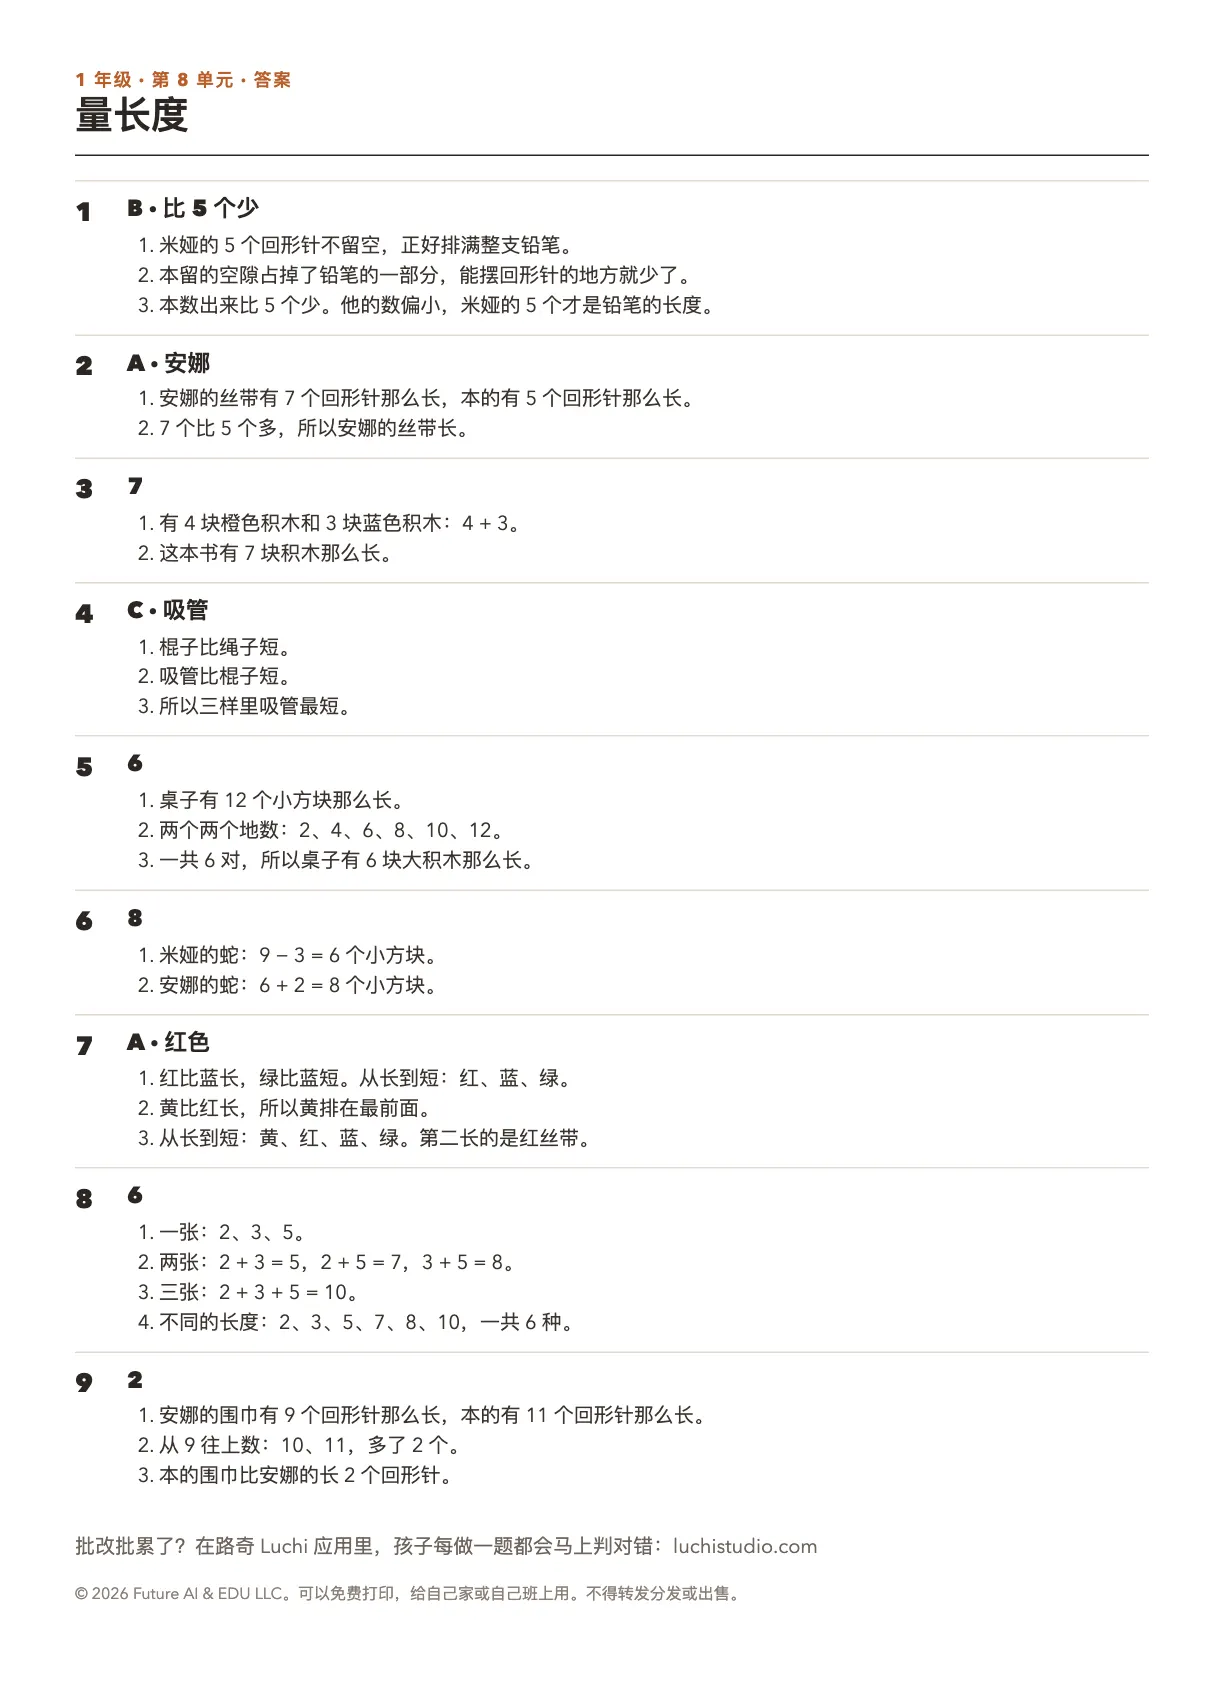 1 年级 · 第 8 单元 · 答案
量长度
1 B · 比 5 个少
1. 米娅的 5 个回形针不留空，正好排满整支铅笔。
2. 本留的空隙占掉了铅笔的一部分，能摆回形针的地方就少了。
3. 本数出来比 5 个少。他的数偏小，米娅的 5 个才是铅笔的长度。
2 A · 安娜
1. 安娜的丝带有 7 个回形针那么长，本的有 5 个回形针那么长。
2. 7 个比 5 个多，所以安娜的丝带长。
3 7
1. 有 4 块橙色积木和 3 块蓝色积木：4 + 3。
2. 这本书有 7 块积木那么长。
4 C · 吸管
1. 棍子比绳子短。
2. 吸管比棍子短。
3. 所以三样里吸管最短。
5 6
1. 桌子有 12 个小方块那么长。
2. 两个两个地数：2、4、6、8、10、12。
3. 一共 6 对，所以桌子有 6 块大积木那么长。
6 8
1. 米娅的蛇：9 − 3 = 6 个小方块。
2. 安娜的蛇：6 + 2 = 8 个小方块。
7 A · 红色
1. 红比蓝长，绿比蓝短。从长到短：红、蓝、绿。
2. 黄比红长，所以黄排在最前面。
3. 从长到短：黄、红、蓝、绿。第二长的是红丝带。
8 6
1. 一张：2、3、5。
2. 两张：2 + 3 = 5，2 + 5 = 7，3 + 5 = 8。
3. 三张：2 + 3 + 5 = 10。
4. 不同的长度：2、3、5、7、8、10，一共 6 种。
9 2
1. 安娜的围巾有 9 个回形针那么长，本的有 11 个回形针那么长。
2. 从 9 往上数：10、11，多了 2 个。
3. 本的围巾比安娜的长 2 个回形针。
批改批累了？在路奇 Luchi 应用里，孩子每做一题都会马上判对错：luchistudio.com
© 2026 Future AI & EDU LLC。可以免费打印，给自己家或自己班上用。不得转发分发或出售。